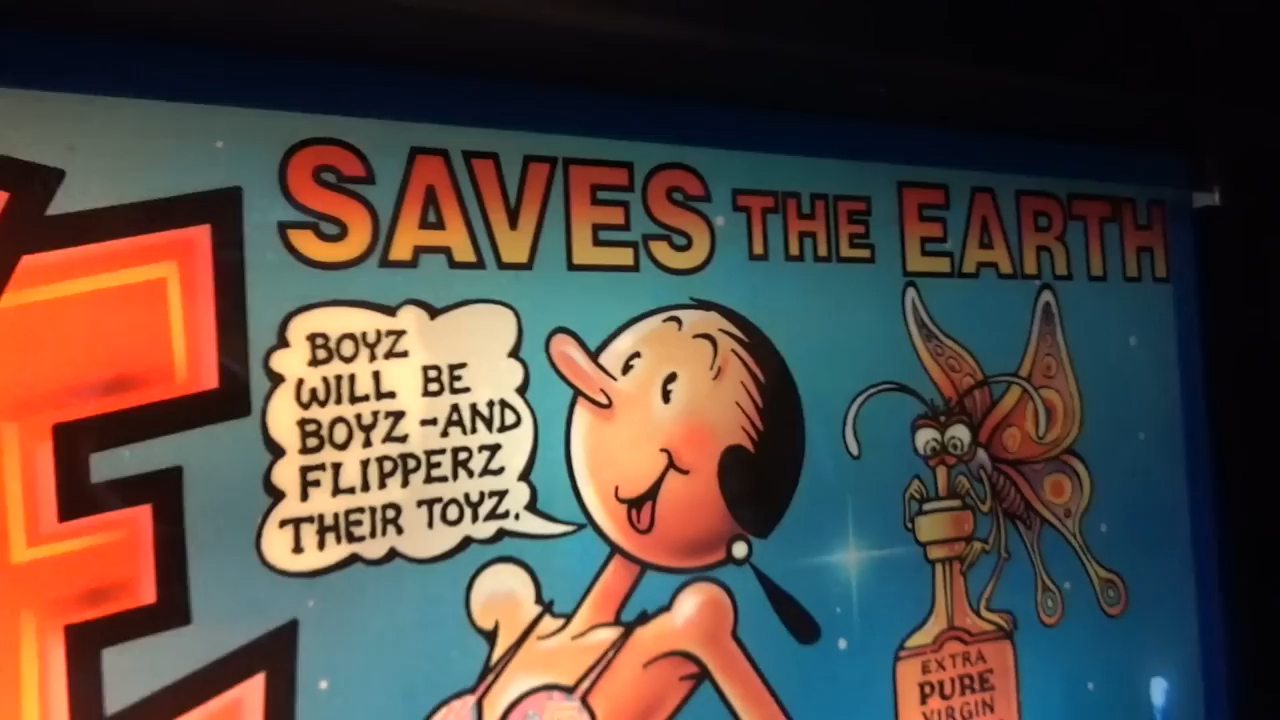 SAVES THE EARTH
BOYZ
WILL BE
BOYZ-AND
FLIPPERZ
THEIR TOYZ.
EXTRA
PURE
VIRGIN